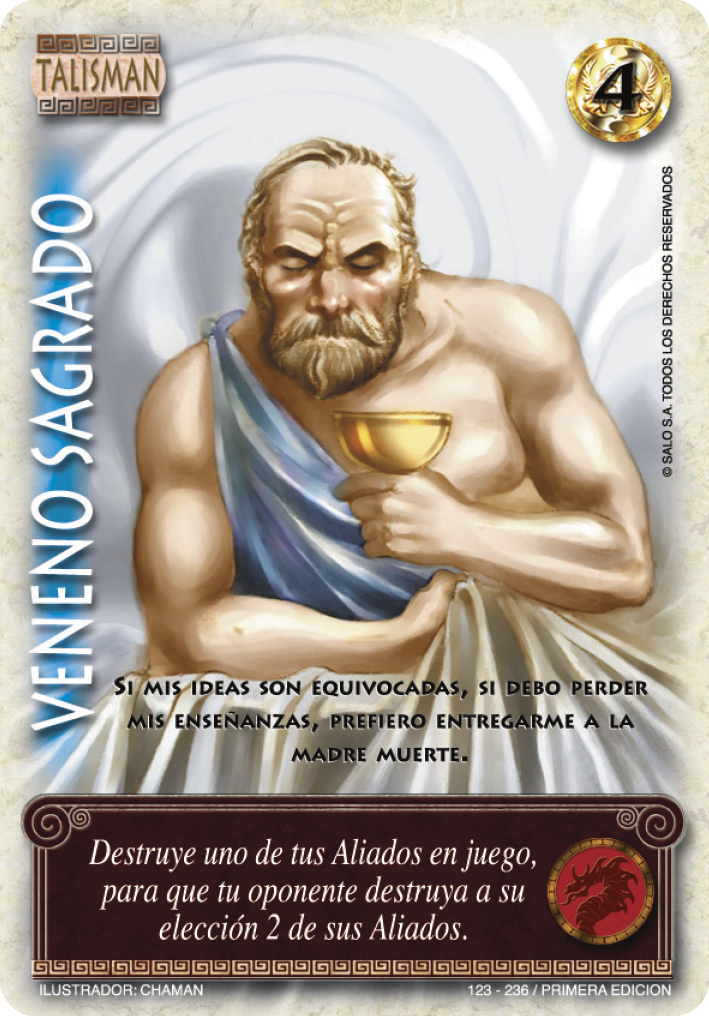 TALISMAN
4
VENENO SAGRADO
© SALO S.A. TODOS LOS DERECHOS RESERVADOS
SI MIS IDEAS SON EQUIVOCADAS, SI DEBO PERDER
MIS ENSEÑANZAS, PREFIERO ENTREGARME A LA
MADRE MUERTE.
Destruye uno de tus Aliados en juego,
para que tu oponente destruya a su
elección 2 de sus Aliados.
ILUSTRADOR: CHAMAN
123 - 236 / PRIMERA EDICION